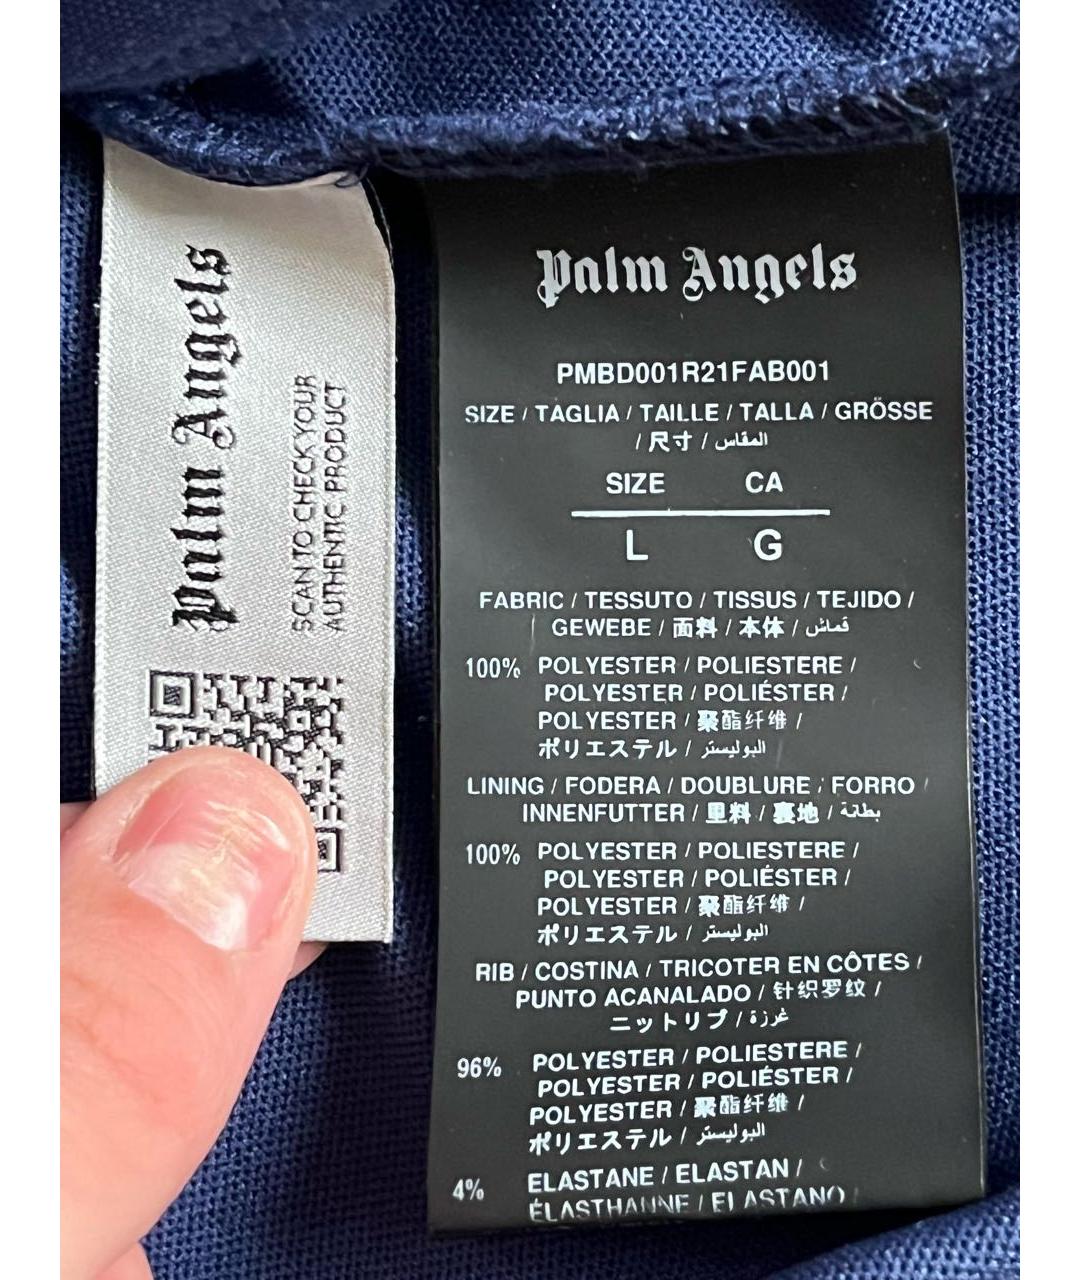 Palm Angels
SCAN TO CHECK YOUR
AUTHENTIC PRODUCT
Palm Angels
PMBD001R21FAB001
SIZE / TAGLIA / TAILLE / TALLA / GRÖSSE
/ 尺寸 / المقاس
SIZE CA
L G
FABRIC / TESSUTO / TISSUS / TEJIDO /
GEWEBE / 面料 / 本体 / قماش
100% POLYESTER / POLIESTERE /
POLYESTER / POLIÉSTER /
POLYESTER / 聚酯纤维 /
ポリエステル / البوليستر
LINING / FODERA / DOUBLURE / FORRO /
INNENFUTTER / 里料 / 裏地 / بطانة
100% POLYESTER / POLIESTERE /
POLYESTER / POLIÉSTER /
POLYESTER / 聚酯纤维 /
ポリエステル / البوليستر
RIB / COSTINA / TRICOTER EN CÔTES /
PUNTO ACANALADO / 针织罗纹 /
ニットリブ / غرزة
96% POLYESTER / POLIESTERE /
POLYESTER / POLIÉSTER /
POLYESTER / 聚酯纤维 /
ポリエステル / البوليستر
4% ELASTANE / ELASTAN /
ÉLASTHANNE / ELASTANO /